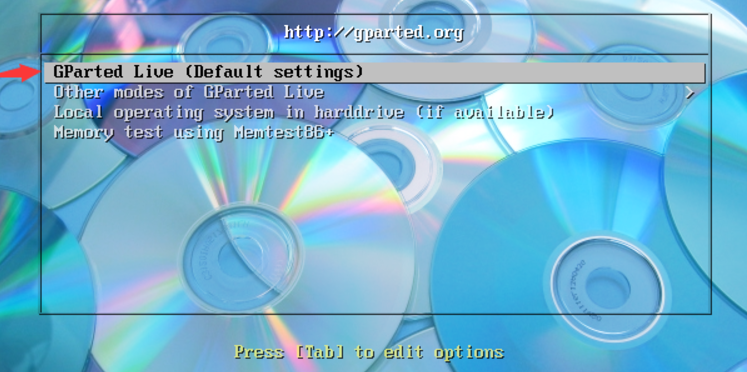 http://gparted.org
GParted Live (Default settings)
Other modes of GParted Live >
Local operating system in harddrive (if available)
Memory test using Memtest86+
Press [Tab] to edit options